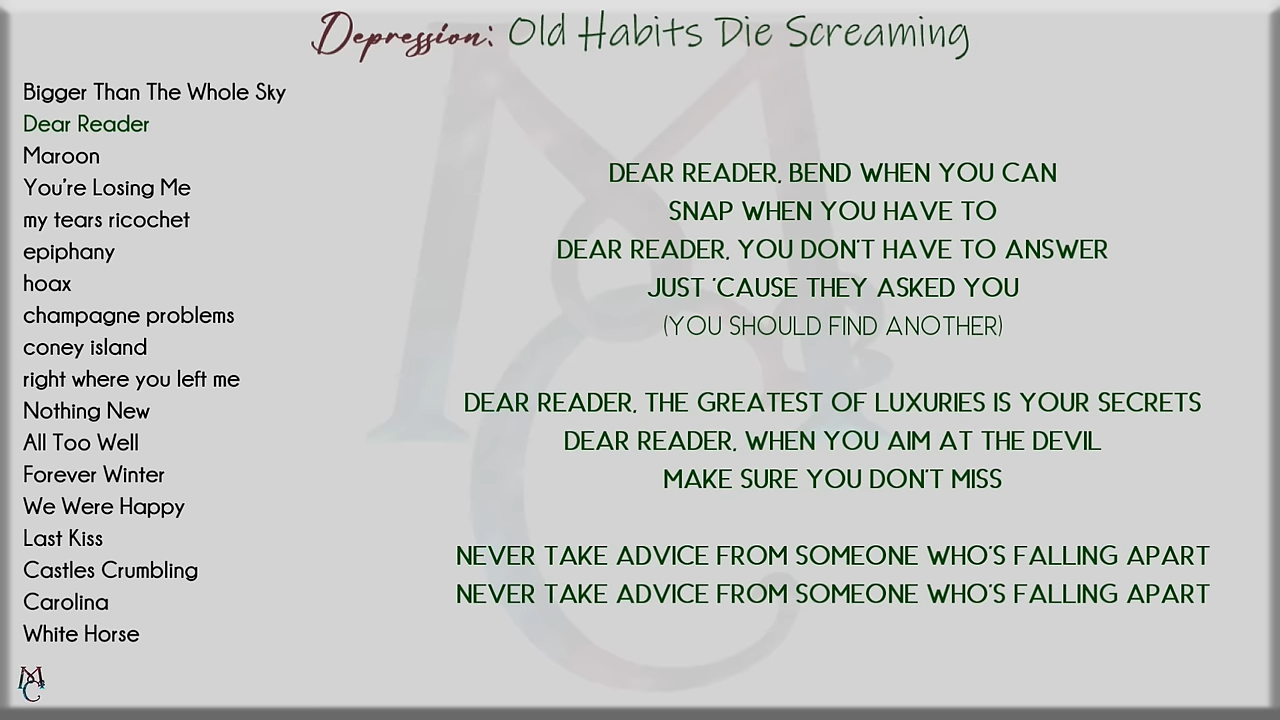 Depression: Old Habits Die Screaming
Bigger Than The Whole Sky
Dear Reader
Maroon
You're Losing Me
my tears ricochet
epiphany
hoax
champagne problems
coney island
right where you left me
Nothing New
All Too Well
Forever Winter
We Were Happy
Last Kiss
Castles Crumbling
Carolina
White Horse
DEAR READER, BEND WHEN YOU CAN
SNAP WHEN YOU HAVE TO
DEAR READER, YOU DON'T HAVE TO ANSWER
JUST 'CAUSE THEY ASKED YOU
(YOU SHOULD FIND ANOTHER)
DEAR READER, THE GREATEST OF LUXURIES IS YOUR SECRETS
DEAR READER, WHEN YOU AIM AT THE DEVIL
MAKE SURE YOU DON'T MISS
NEVER TAKE ADVICE FROM SOMEONE WHO'S FALLING APART
NEVER TAKE ADVICE FROM SOMEONE WHO'S FALLING APART